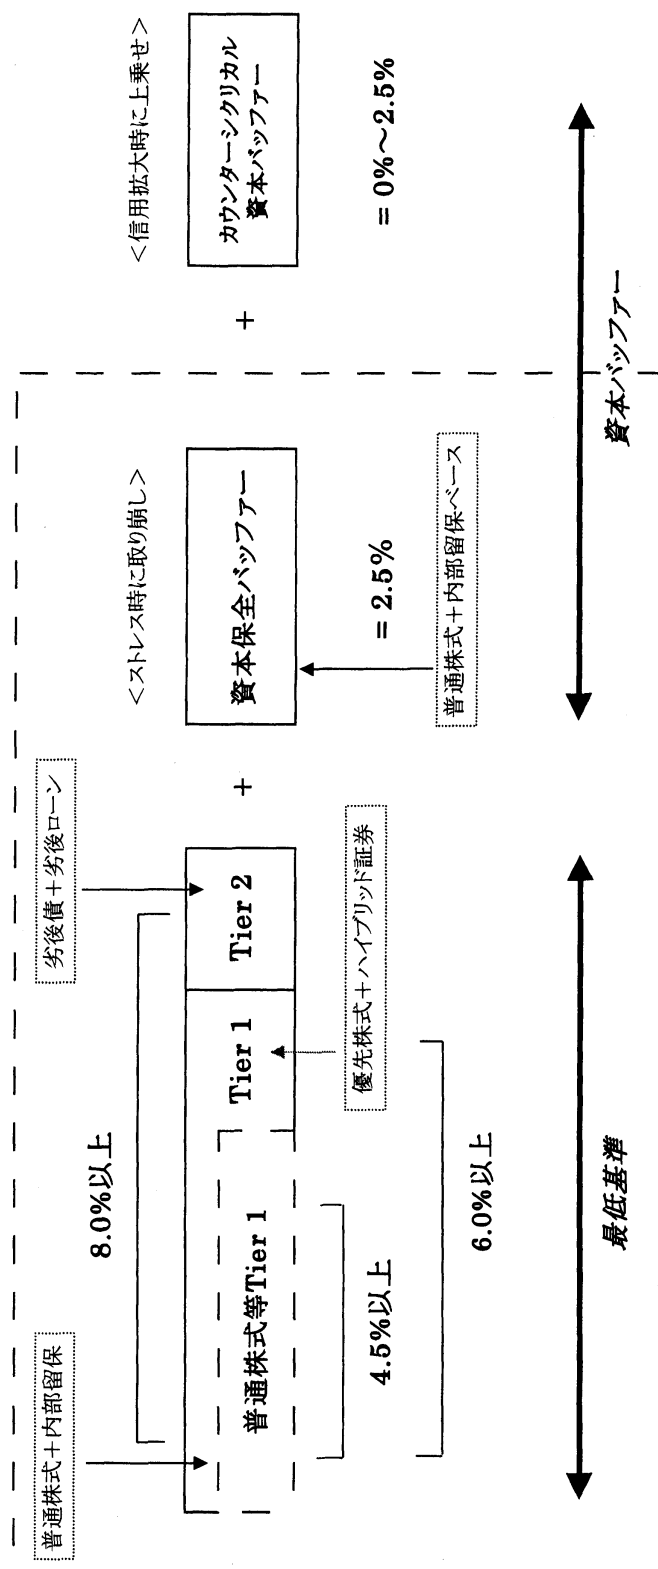 普通株式＋内部留保
劣後債＋劣後ローン
8.0%以上
＜ストレス時に取り崩し＞
＜信用拡大時に上乗せ＞
普通株式等Tier 1
Tier 1
Tier 2
＋
資本保全バッファー
＋
カウンターシクリカル
資本バッファー
4.5%以上
優先株式＋ハイブリッド証券
＝2.5%
＝0%～2.5%
6.0%以上
普通株式＋内部留保ベース
最低基準
資本バッファー